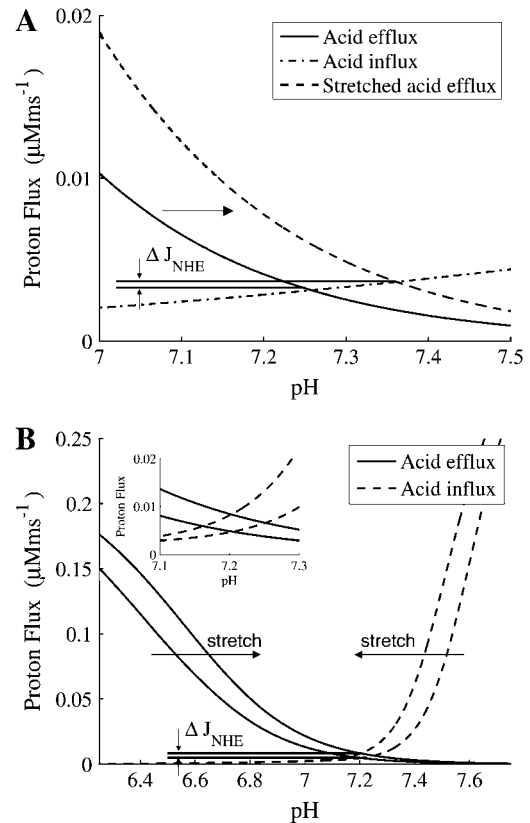 A
0.02
0.01
0
Proton Flux (μMms⁻¹)
Acid efflux
Acid influx
Stretched acid efflux
Δ J_NHE
7
7.1
7.2
7.3
7.4
7.5
pH
B
0.25
0.2
0.15
0.1
0.05
0
Proton Flux (μMms⁻¹)
0.02
0.01
0
Proton Flux
7.1
7.2
7.3
pH
Acid efflux
Acid influx
stretch
stretch
Δ J_NHE
6.4
6.6
6.8
7
7.2
7.4
7.6
pH